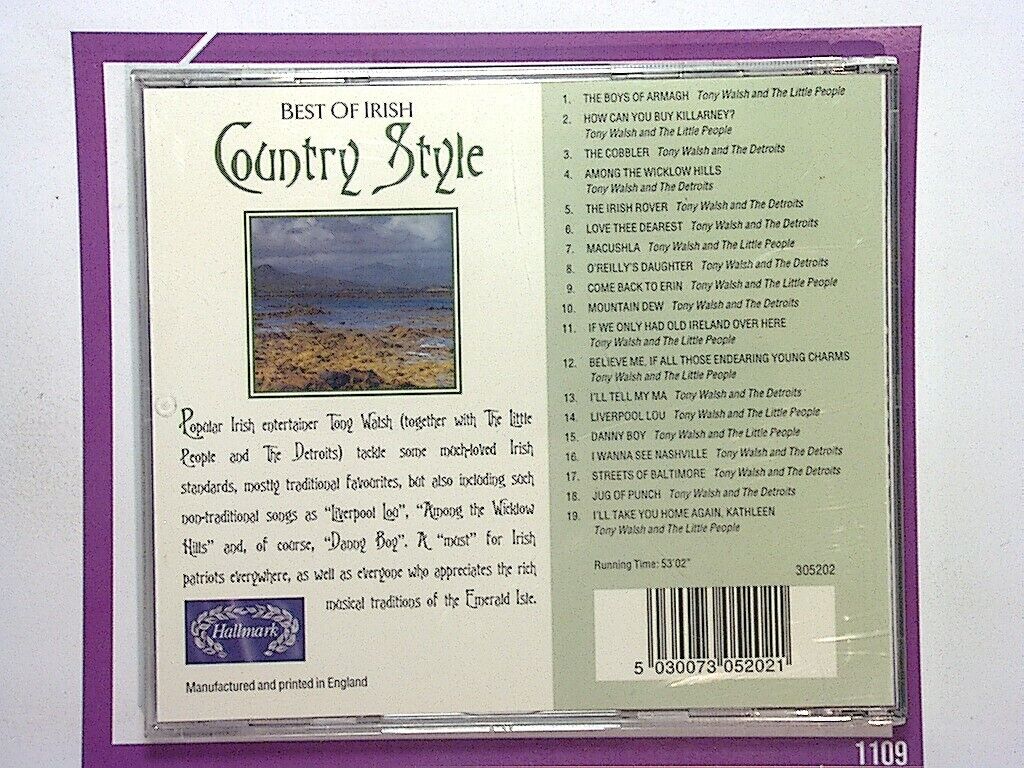 BEST OF IRISH
Country Style
Popular Irish entertainer Tony Walsh (together with The Little
People and The Detroits) tackle some much-loved Irish
standards, mostly traditional favourites, but also including such
non-traditional songs as "Liverpool Lou", "Among the Wicklow
Hills" and, of course, "Danny Boy". A "must" for Irish
patriots everywhere, as well as everyone who appreciates the rich
musical traditions of the Emerald Isle.
Hallmark
Manufactured and printed in England
1. THE BOYS OF ARMAGH Tony Walsh and The Little People
2. HOW CAN YOU BUY KILLARNEY?
Tony Walsh and The Little People
3. THE COBBLER Tony Walsh and The Detroits
4. AMONG THE WICKLOW HILLS
Tony Walsh and The Detroits
5. THE IRISH ROVER Tony Walsh and The Detroits
6. LOVE THEE DEAREST Tony Walsh and The Detroits
7. MACUSHLA Tony Walsh and The Little People
8. O'REILLY'S DAUGHTER Tony Walsh and The Detroits
9. COME BACK TO ERIN Tony Walsh and The Little People
10. MOUNTAIN DEW Tony Walsh and The Detroits
11. IF WE ONLY HAD OLD IRELAND OVER HERE
Tony Walsh and The Little People
12. BELIEVE ME, IF ALL THOSE ENDEARING YOUNG CHARMS
Tony Walsh and The Little People
13. I'LL TELL MY MA Tony Walsh and The Detroits
14. LIVERPOOL LOU Tony Walsh and The Little People
15. DANNY BOY Tony Walsh and The Little People
16. I WANNA SEE NASHVILLE Tony Walsh and The Detroits
17. STREETS OF BALTIMORE Tony Walsh and The Detroits
18. JUG OF PUNCH Tony Walsh and The Detroits
19. I'LL TAKE YOU HOME AGAIN, KATHLEEN
Tony Walsh and The Little People
Running Time: 53'02"
305202
5 030073 052021
1109